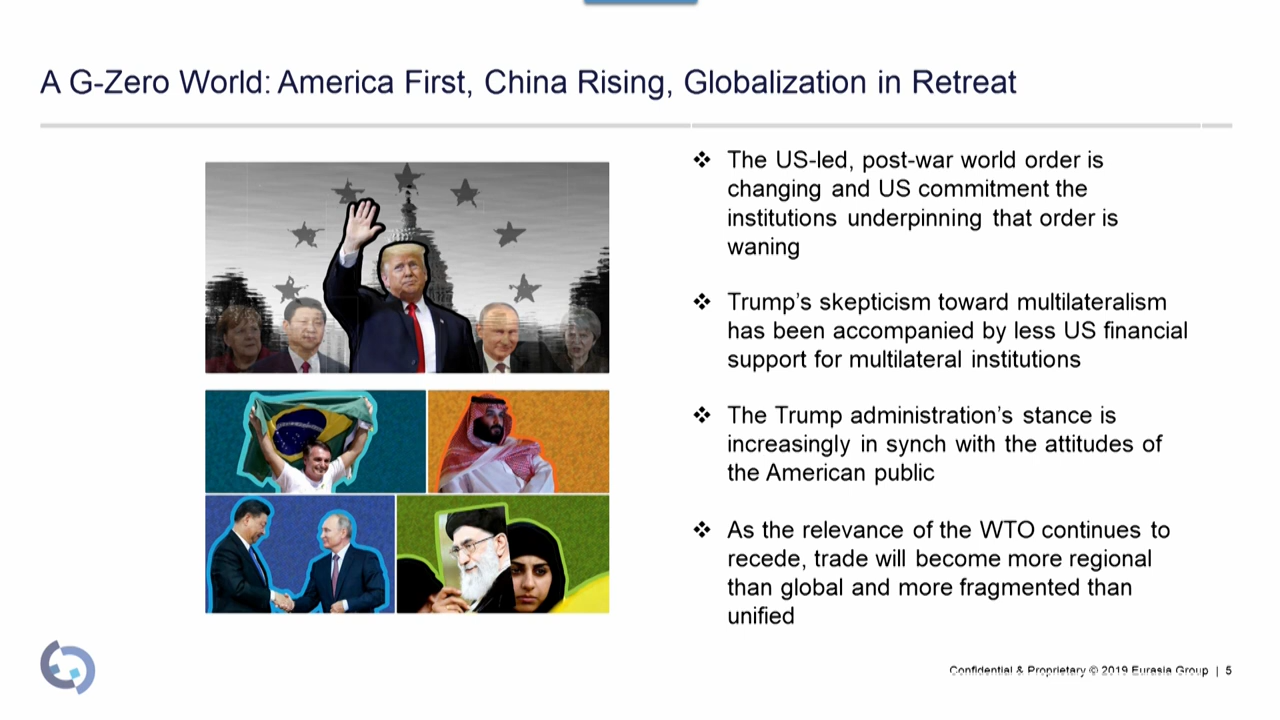 A G-Zero World: America First, China Rising, Globalization in Retreat
❖ The US-led, post-war world order is
changing and US commitment the
institutions underpinning that order is
waning
❖ Trump’s skepticism toward multilateralism
has been accompanied by less US financial
support for multilateral institutions
❖ The Trump administration’s stance is
increasingly in synch with the attitudes of
the American public
❖ As the relevance of the WTO continues to
recede, trade will become more regional
than global and more fragmented than
unified
Confidential & Proprietary © 2019 Eurasia Group | 5